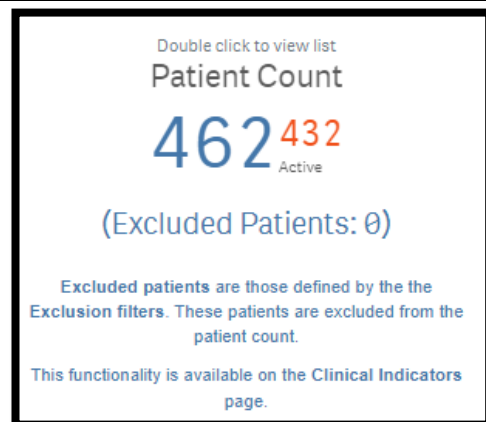 Double click to view list
Patient Count
462 432
Active
(Excluded Patients: 0)
Excluded patients are those defined by the the
Exclusion filters. These patients are excluded from the
patient count.
This functionality is available on the Clinical Indicators
page.